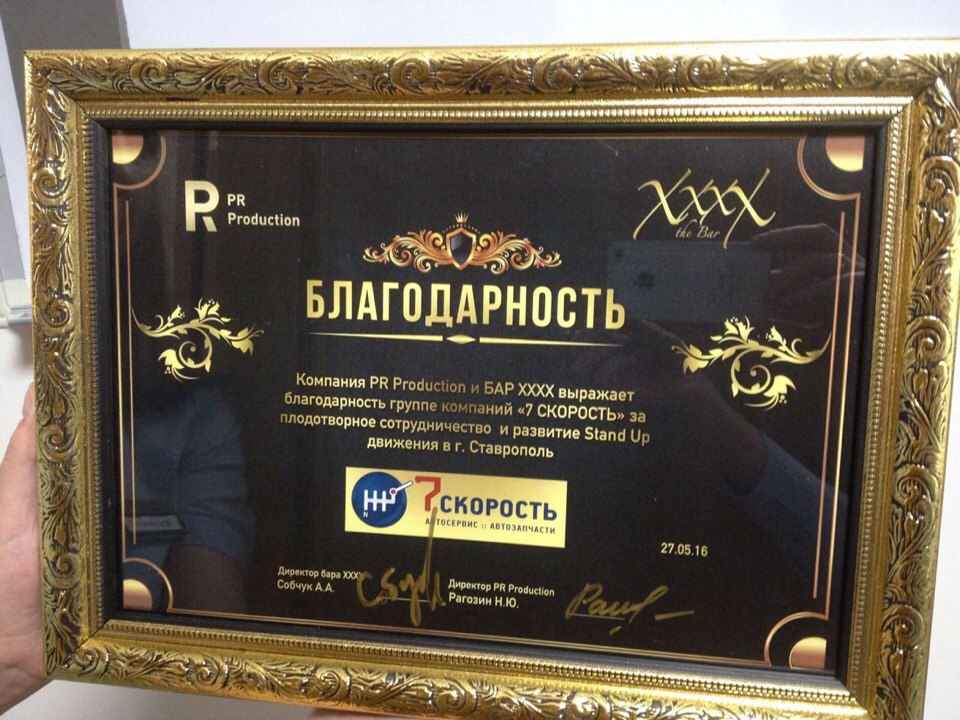 PR
Production
XXXX
the Bar
БЛАГОДАРНОСТЬ
Компания PR Production и БАР XXXX выражает
благодарность группе компаний «7 СКОРОСТЬ» за
плодотворное сотрудничество и развитие Stand Up
движения в г. Ставрополь
N
7 СКОРОСТЬ
АВТОСЕРВИС :: АВТОЗАПЧАСТИ
27.05.16
Директор бара XXXX
Собчук А.А.
Директор PR Production
Рагозин Н.Ю.